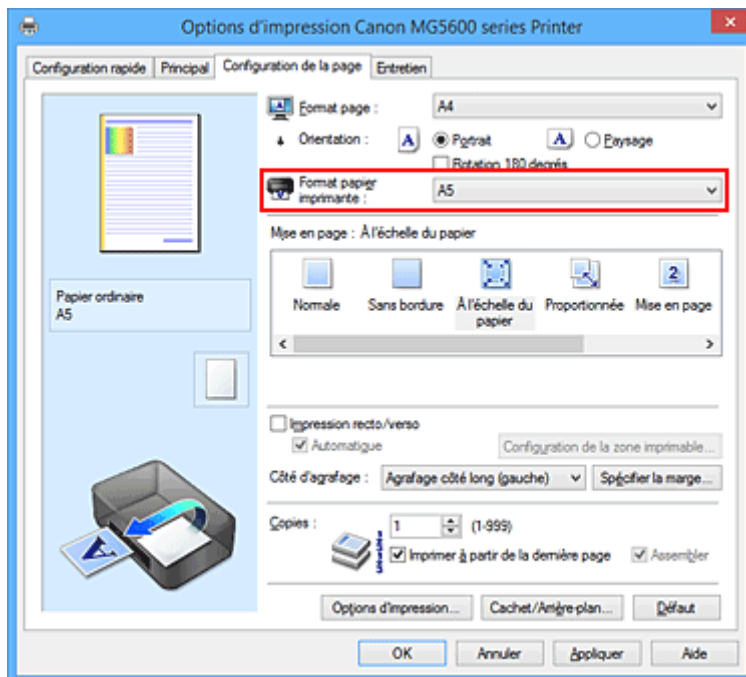 Options d'impression Canon MG5600 series Printer
Configuration rapide Principal Configuration de la page Entretien
Format page : A4
Orientation : A Portrait A Paysage
Rotation 180 degrés
Format papier imprimante : A5
Mise en page : À l'échelle du papier
Normale Sans bordure À l'échelle du papier Proportionnée Mise en page
Papier ordinaire
A5
Impression recto/verso
Automatique Configuration de la zone imprimable...
Côté d'agrafage : Agrafage côté long (gauche) Spécifier la marge...
Copies : 1 (1-999)
Imprimer à partir de la dernière page Assembler
Options d'impression... Cachet/Arrière-plan... Défaut
OK Annuler Appliquer Aide